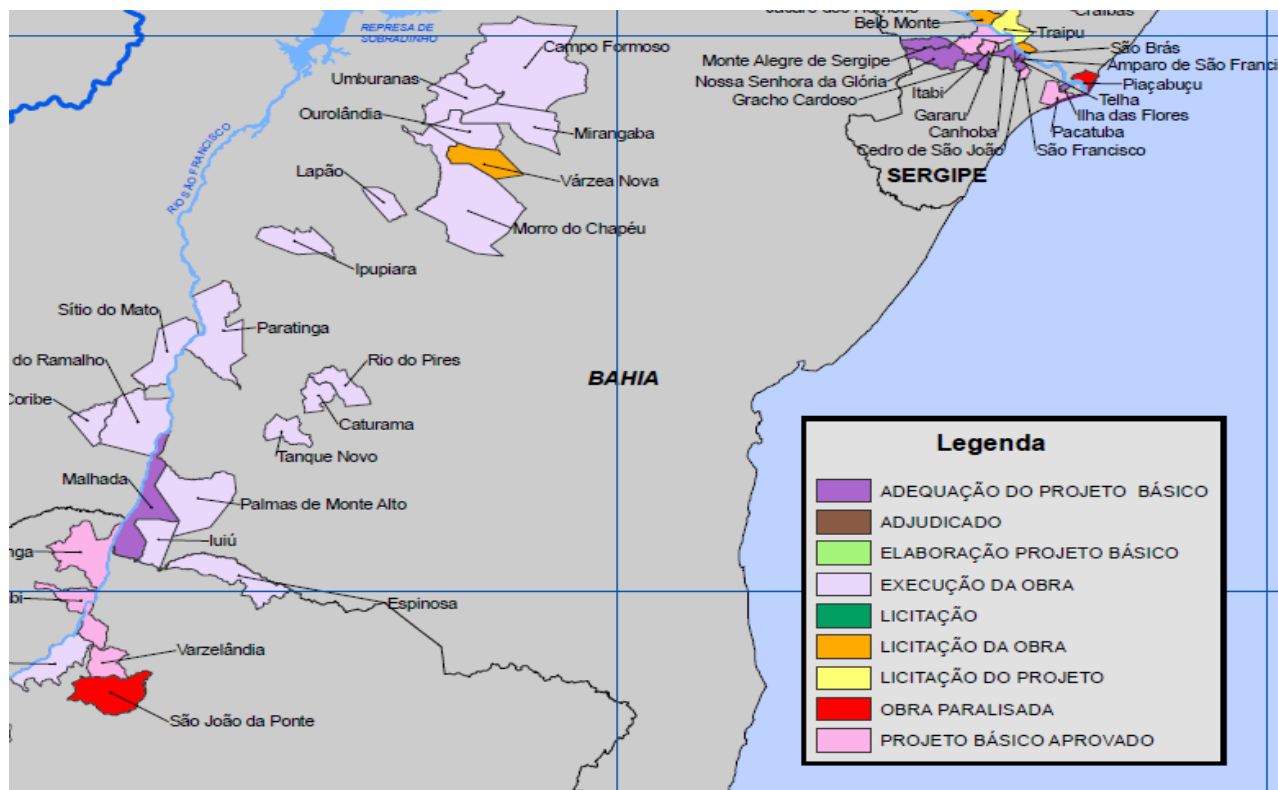 REPRESA DE
SOBRADINHO
Campo Formoso
Umburanas
Ourolândia
Mirangaba
Lapão
Várzea Nova
Morro do Chapéu
Ipupiara
RIO SÃO FRANCISCO
Belo Monte
Craíbas
Traipu
São Brás
Monte Alegre de Sergipe
Amparo de São Franci
Nossa Senhora da Glória
Piaçabuçu
Gracho Cardoso
Itabi
Telha
Ilha das Flores
Gararu
Canhoba
Pacatuba
Cedro de São João
São Francisco
SERGIPE
Sítio do Mato
Paratinga
do Ramalho
Rio do Pires
BAHIA
Coribe
Caturama
Tanque Novo
Malhada
Palmas de Monte Alto
Iuiú
nga
bi
Espinosa
Varzelândia
São João da Ponte
Legenda
ADEQUAÇÃO DO PROJETO BÁSICO
ADJUDICADO
ELABORAÇÃO PROJETO BÁSICO
EXECUÇÃO DA OBRA
LICITAÇÃO
LICITAÇÃO DA OBRA
LICITAÇÃO DO PROJETO
OBRA PARALISADA
PROJETO BÁSICO APROVADO